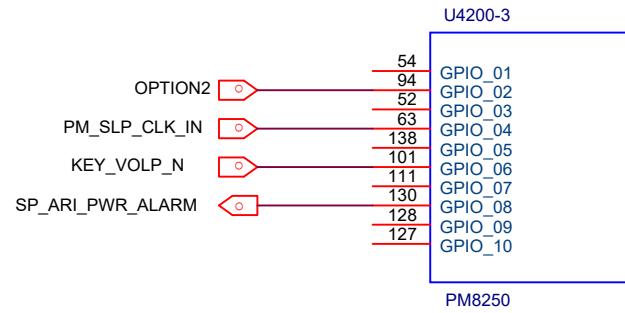 U4200-3
54 GPIO_01
OPTION2 94 GPIO_02
52 GPIO_03
PM_SLP_CLK_IN 63 GPIO_04
138 GPIO_05
KEY_VOLP_N 101 GPIO_06
111 GPIO_07
SP_ARI_PWR_ALARM 130 GPIO_08
128 GPIO_09
127 GPIO_10
PM8250